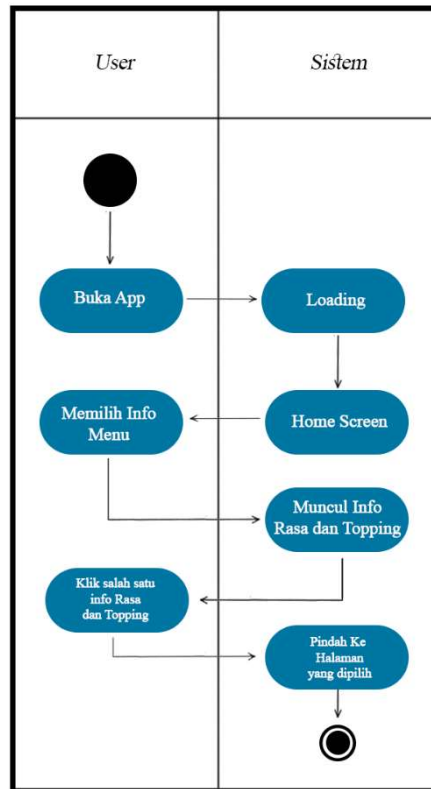 User
Sistem
Buka App
Loading
Memilih Info
Menu
Home Screen
Muncul Info
Rasa dan Topping
Klik salah satu
info Rasa
dan Topping
Pindah Ke
Halaman
yang dipilih